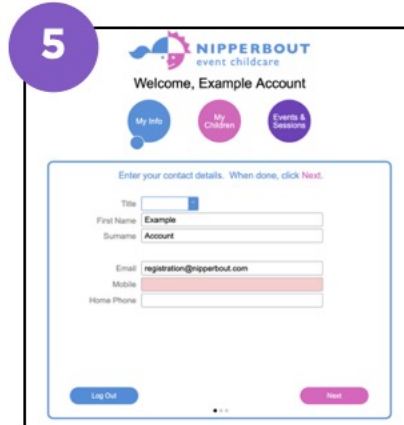 5
NIPPERBOUT
event childcare
Welcome, Example Account
My Info
My
Children
Events &
Sessions
Enter your contact details. When done, click Next.
Title
First Name Example
Surname Account
Email registration@nipperbout.com
Mobile
Home Phone
Log Out Next